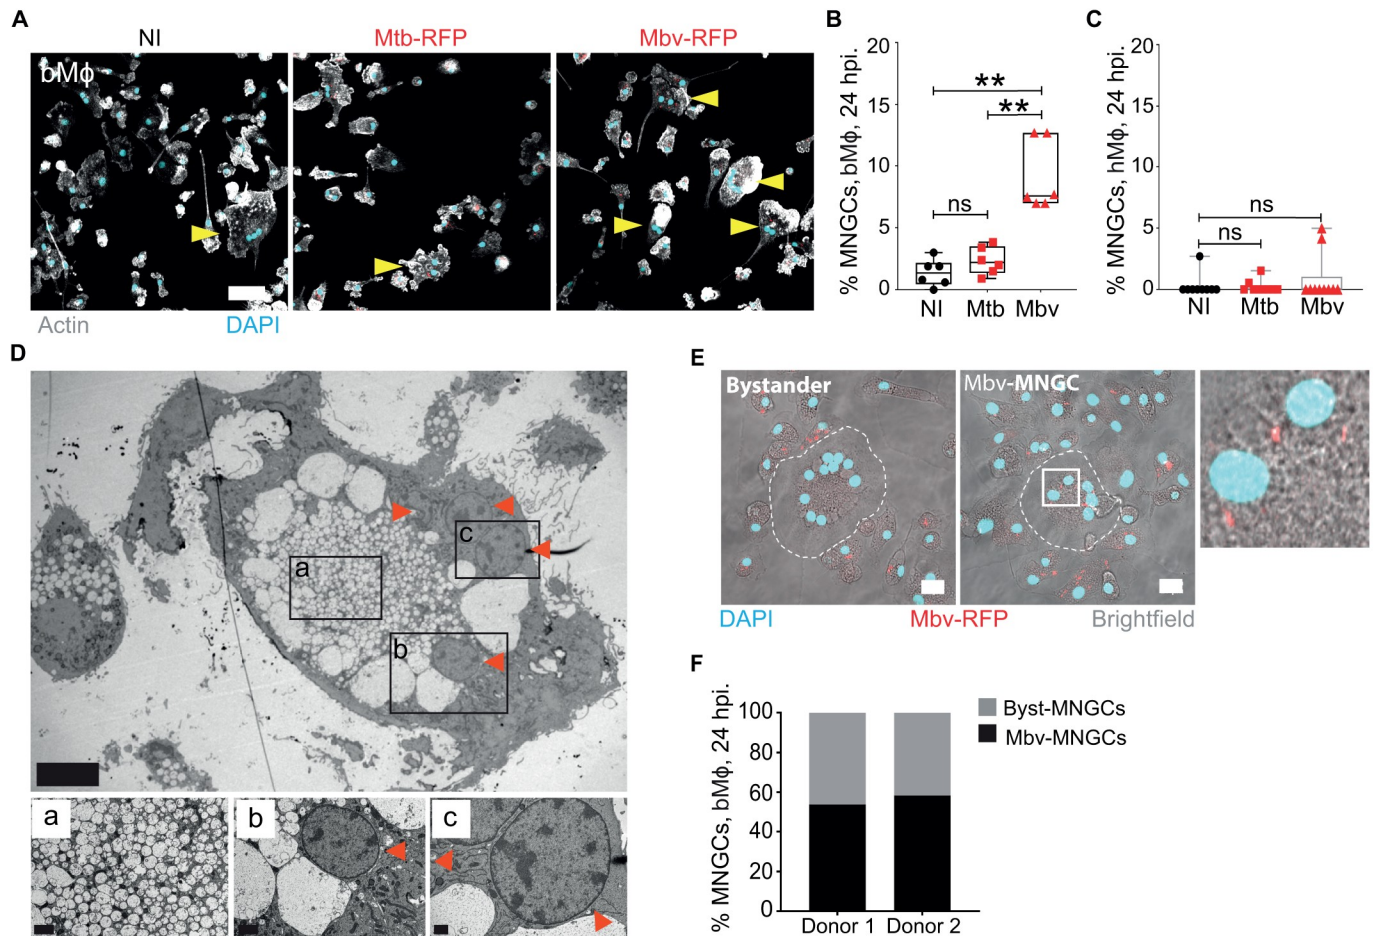 A
NI
Mtb-RFP
Mbv-RFP
bMϕ
Actin
DAPI
B
% MNGCs, bMϕ, 24 hpi.
20
15
10
5
0
**
**
ns
NI
Mtb
Mbv
C
% MNGCs, hMϕ, 24 hpi.
20
15
10
5
0
ns
ns
NI
Mtb
Mbv
D
a
b
c
a
b
c
E
Bystander
Mbv-MNGC
DAPI
Mbv-RFP
Brightfield
F
% MNGCs, bMϕ, 24 hpi.
100
80
60
40
20
0
Donor 1
Donor 2
Byst-MNGCs
Mbv-MNGCs